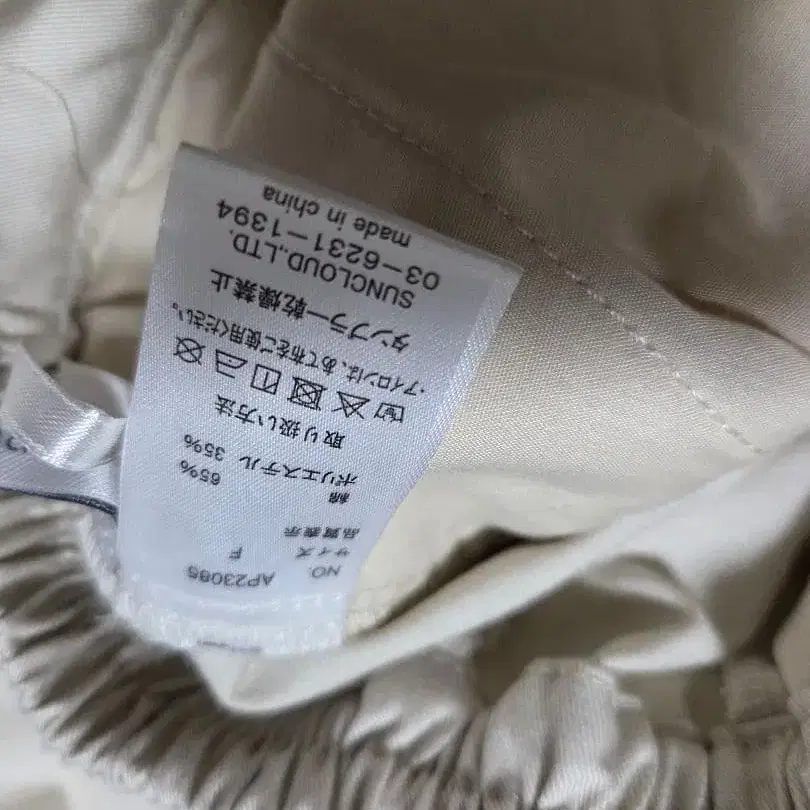 NO. AP23085
サイズ F
品質表示
綿 65%
ポリエステル 35%
取り扱い方法
・アイロンは、あて布をご使用ください。
タンブラー乾燥禁止
SUNCLOUD.,LTD.
03-6231-1394
made in china